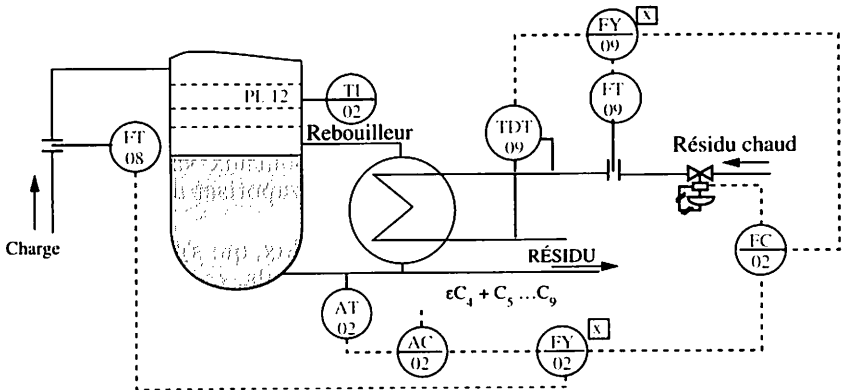 FY 09
X
PL 12
TI 02
FT 09
TDT 09
FT 08
Rebouilleur
Résidu chaud
Charge
FC 02
RÉSIDU
AT 02
εC4 + C5 ...C9
X
AC 02
FY 02